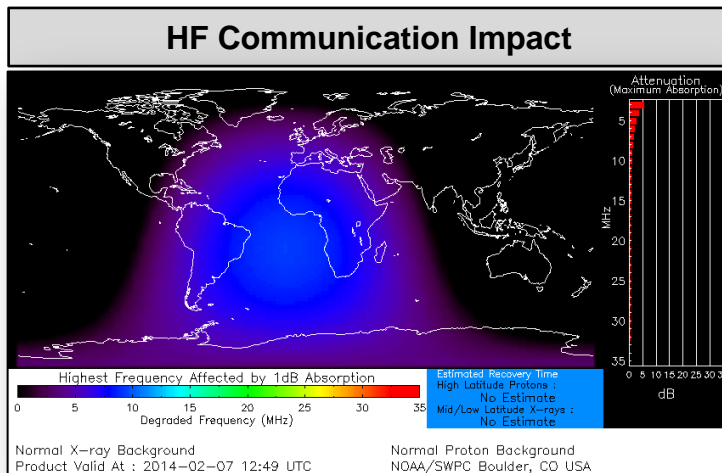 HF Communication Impact
Attenuation
(Maximum Absorption)
5
10
15
20
25
30
35
MHz
0 5 10 15 20 25 30 3
dB
Highest Frequency Affected by 1dB Absorption
0 5 10 15 20 25 30 35
Degraded Frequency (MHz)
Estimated Recovery Time
High Latitude Protons :
No Estimate
Mid/Low Latitude X-rays :
No Estimate
Normal X-ray Background
Product Valid At : 2014-02-07 12:49 UTC
Normal Proton Background
NOAA/SWPC Boulder, CO USA